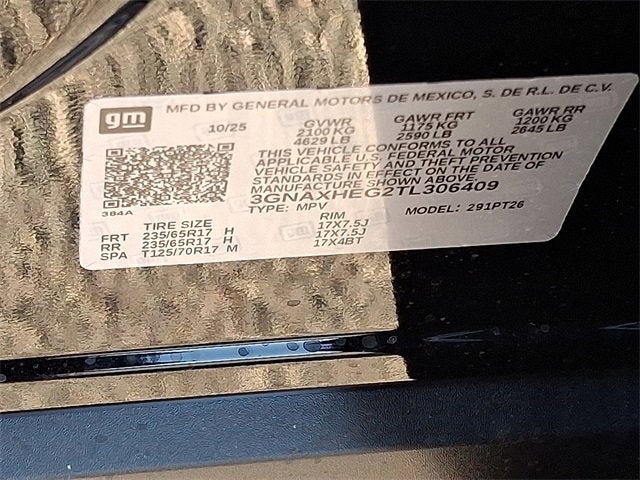 gm MFD BY GENERAL MOTORS DE MEXICO, S. DE R.L. DE C.V.
10/25 GVWR GAWR FRT GAWR RR
2100 KG 1175 KG 1200 KG
4629 LB 2590 LB 2645 LB
THIS VEHICLE CONFORMS TO ALL
APPLICABLE U.S. FEDERAL MOTOR
VEHICLE SAFETY AND THEFT PREVENTION
STANDARDS IN EFFECT ON THE DATE OF
MANUFACTURE SHOWN ABOVE.
3GNAXHEG2TL306409
TYPE: MPV MODEL: 291PT26
384A
TIRE SIZE RIM
FRT 235/65R17 H 17X7.5J
RR 235/65R17 H 17X7.5J
SPA T125/70R17 M 17X4BT